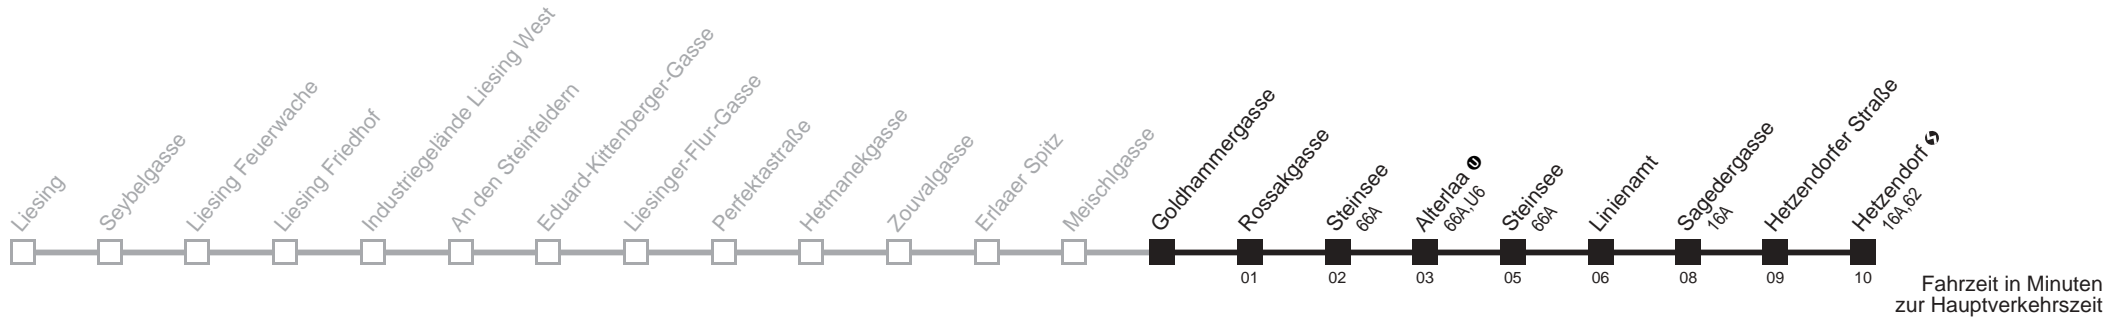 Liesing
Seybelgasse
Liesing Feuerwache
Liesing Friedhof
Industriegelände Liesing West
An den Steinfeldern
Eduard-Kittenberger-Gasse
Liesinger-Flur-Gasse
Perfektastraße
Hetmanekgasse
Zouvalgasse
Erlaaer Spitz
Meischlgasse
Goldhammergasse
Rossakgasse
01
Steinsee
66A
02
Alterlaa U
66A,U6
03
Steinsee
66A
05
Linienamt
06
Sagedergasse
16A
08
Hetzendorfer Straße
09
Hetzendorf
16A,62
10
Fahrzeit in Minuten
zur Hauptverkehrszeit